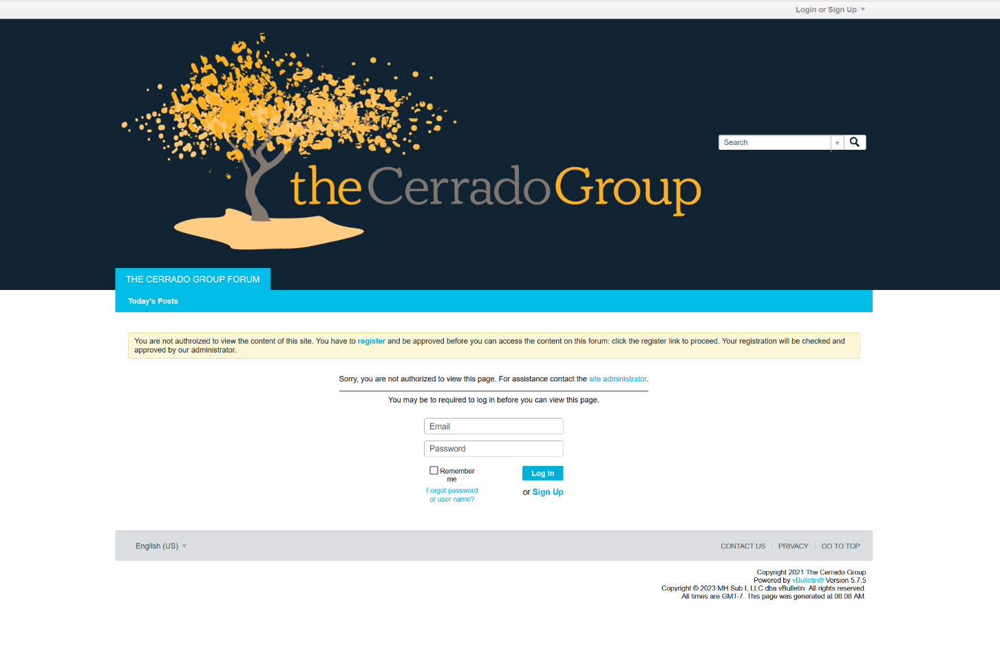 Login or Sign Up
Search
the Cerrado Group
THE CERRADO GROUP FORUM
Today's Posts
You are not authroized to view the content of this site. You have to register and be approved before you can access the content on this forum: click the register link to proceed. Your registration will be checked and
approved by our administrator.
Sorry, you are not authorized to view this page. For assistance contact the site administrator.
You may be to required to log in before you can view this page.
Email
Password
Remember
me
Log in
Forgot password
or user name?
or Sign Up
English (US)
CONTACT US
PRIVACY
GO TO TOP
Copyright 2021 The Cerrado Group
Powered by vBulletin® Version 5.7.5
Copyright © 2023 MH Sub I, LLC dba vBulletin. All rights reserved.
All times are GMT-7. This page was generated at 08:08 AM.